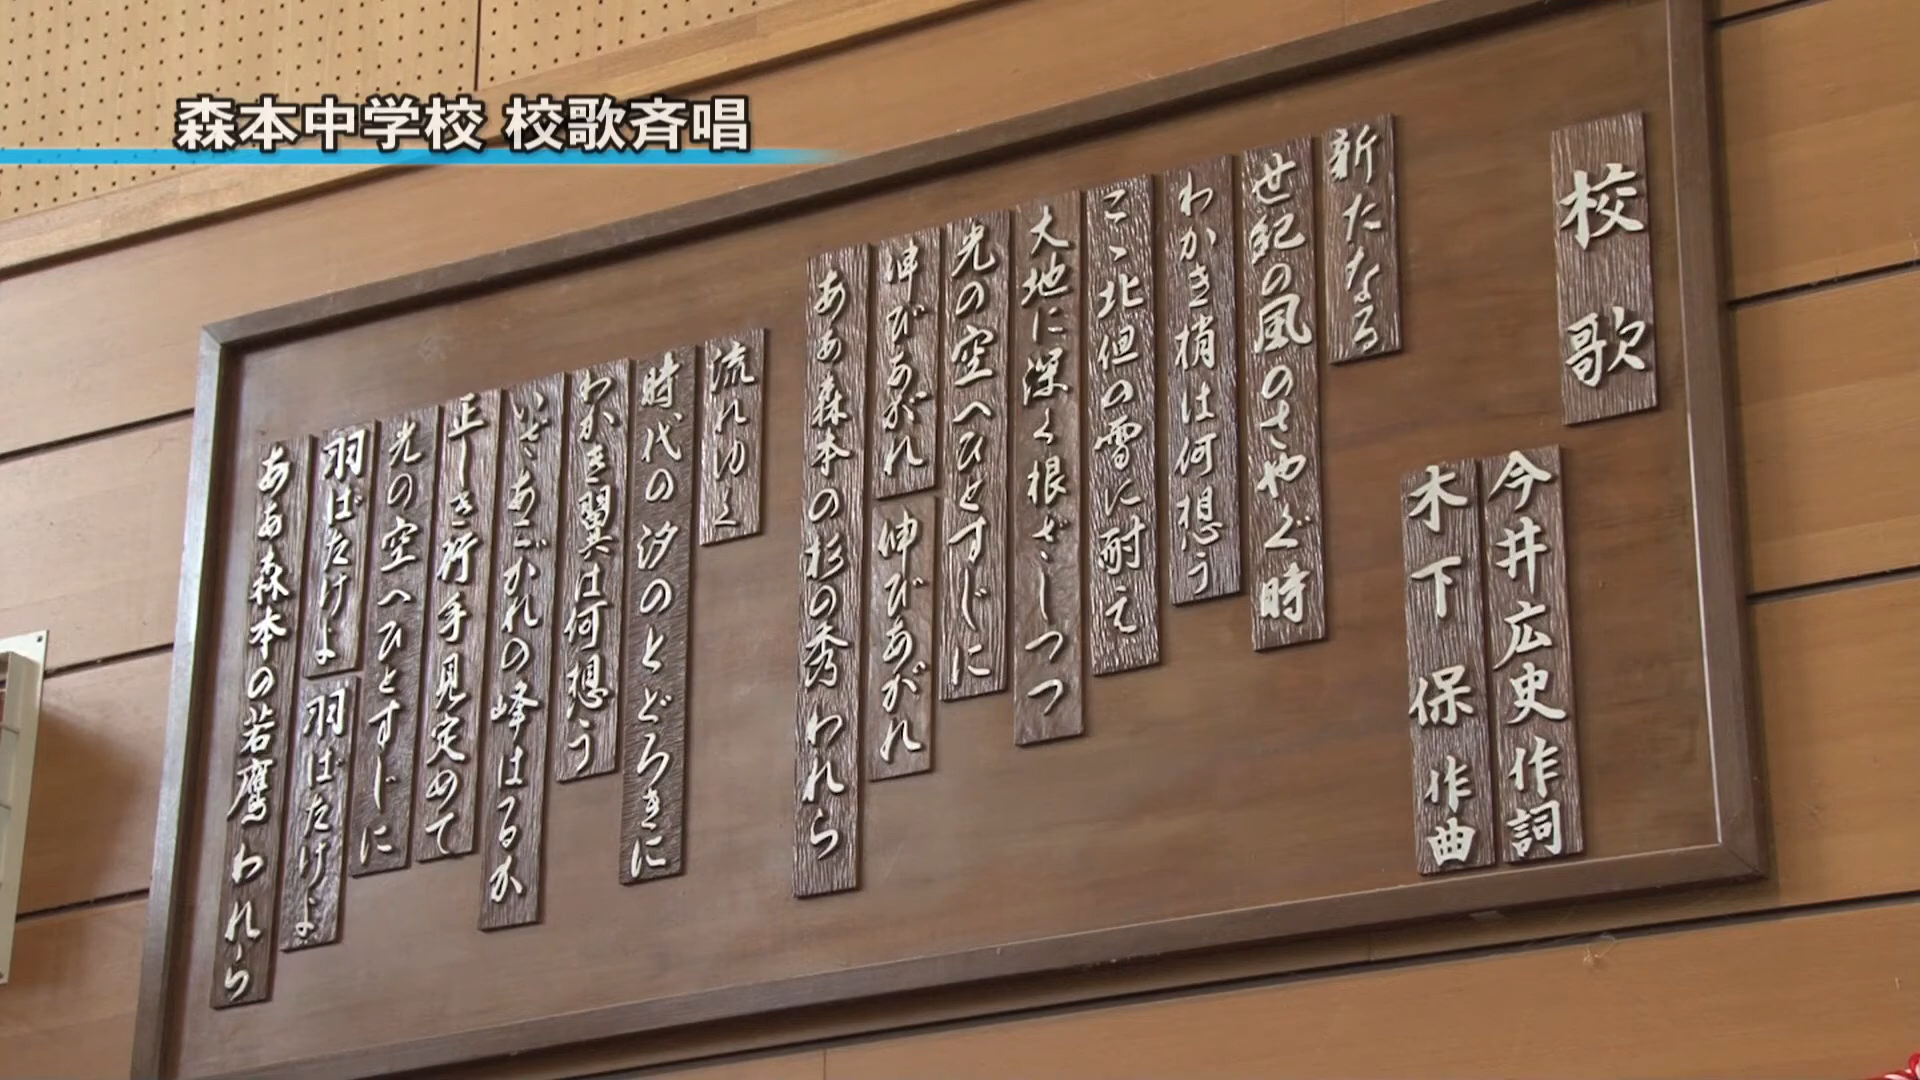 森本中学校 校歌斉唱
校歌
今井広史作詞
木下保作曲
新たなる
世紀の風のさやぐ時
わかき梢は何想う
こゝ北但の雪に耐え
大地に深く根ざしつつ
光の空へひとすじに
伸びあがれ 伸びあがれ
ああ森本の杉の秀われら
流れゆく
時代の汐のとどろきに
わかき翼は何想う
いざあこがれの峰はるか
正しき行手見定めて
光の空へひとすじに
羽ばたけよ 羽ばたけよ
ああ森本の若鷹われら